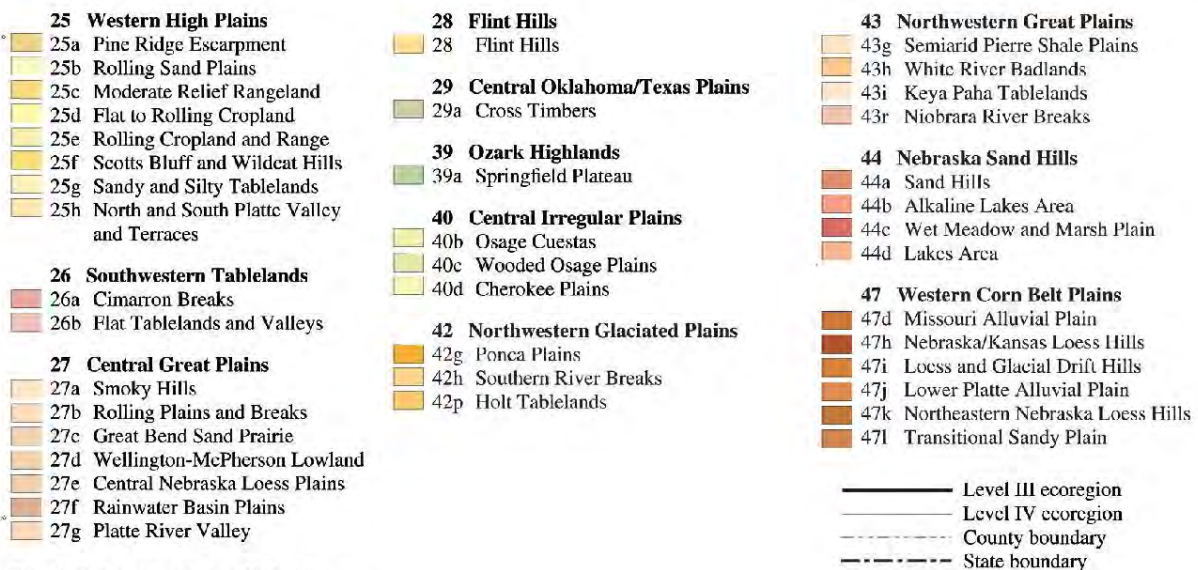 25 Western High Plains
25a Pine Ridge Escarpment
25b Rolling Sand Plains
25c Moderate Relief Rangeland
25d Flat to Rolling Cropland
25e Rolling Cropland and Range
25f Scotts Bluff and Wildcat Hills
25g Sandy and Silty Tablelands
25h North and South Platte Valley
and Terraces
26 Southwestern Tablelands
26a Cimarron Breaks
26b Flat Tablelands and Valleys
27 Central Great Plains
27a Smoky Hills
27b Rolling Plains and Breaks
27c Great Bend Sand Prairie
27d Wellington-McPherson Lowland
27e Central Nebraska Loess Plains
27f Rainwater Basin Plains
27g Platte River Valley
28 Flint Hills
28 Flint Hills
29 Central Oklahoma/Texas Plains
29a Cross Timbers
39 Ozark Highlands
39a Springfield Plateau
40 Central Irregular Plains
40b Osage Cuestas
40c Wooded Osage Plains
40d Cherokee Plains
42 Northwestern Glaciated Plains
42g Ponca Plains
42h Southern River Breaks
42p Holt Tablelands
43 Northwestern Great Plains
43g Semiarid Pierre Shale Plains
43h White River Badlands
43i Keya Paha Tablelands
43r Niobrara River Breaks
44 Nebraska Sand Hills
44a Sand Hills
44b Alkaline Lakes Area
44c Wet Meadow and Marsh Plain
44d Lakes Area
47 Western Corn Belt Plains
47d Missouri Alluvial Plain
47h Nebraska/Kansas Loess Hills
47i Loess and Glacial Drift Hills
47j Lower Platte Alluvial Plain
47k Northeastern Nebraska Loess Hills
47l Transitional Sandy Plain
Level III ecoregion
Level IV ecoregion
County boundary
State boundary